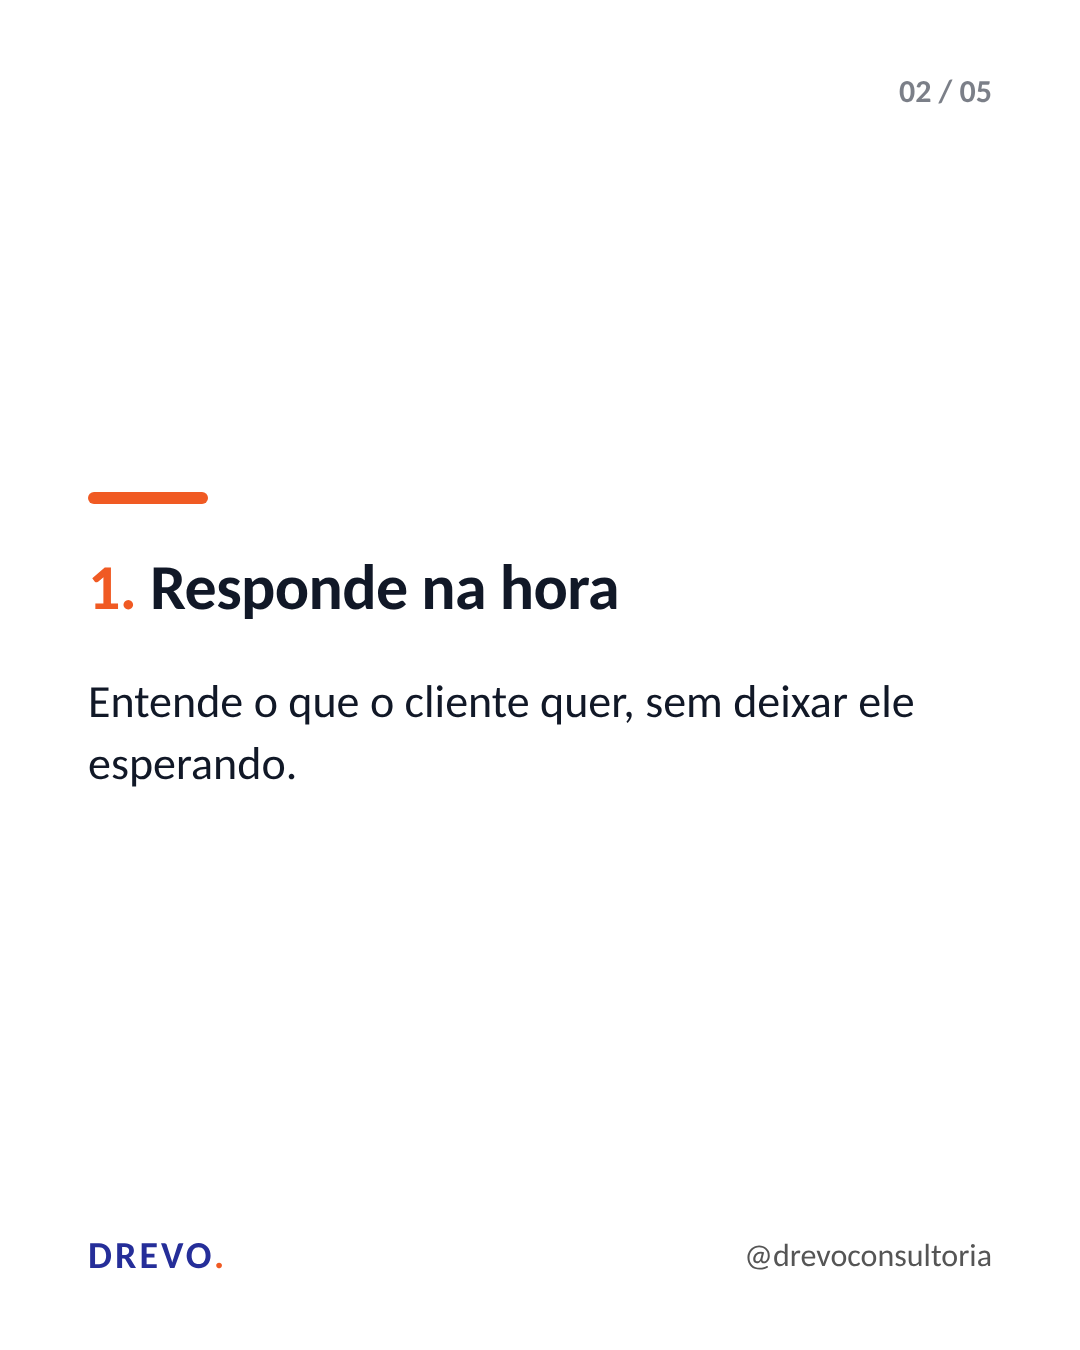 02 / 05
1. Responde na hora
Entende o que o cliente quer, sem deixar ele
esperando.
DREVO.
@drevoconsultoria